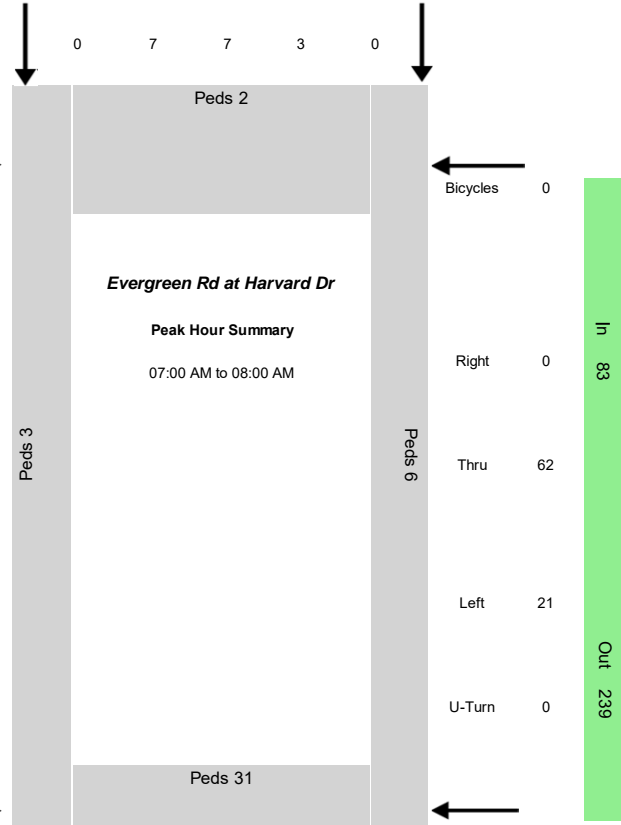 0 7 7 3 0
Peds 2
Bicycles 0
Evergreen Rd at Harvard Dr
Peak Hour Summary
07:00 AM to 08:00 AM
Right 0
In 83
Peds 3
Peds 6
Thru 62
Left 21
Out 239
U-Turn 0
Peds 31